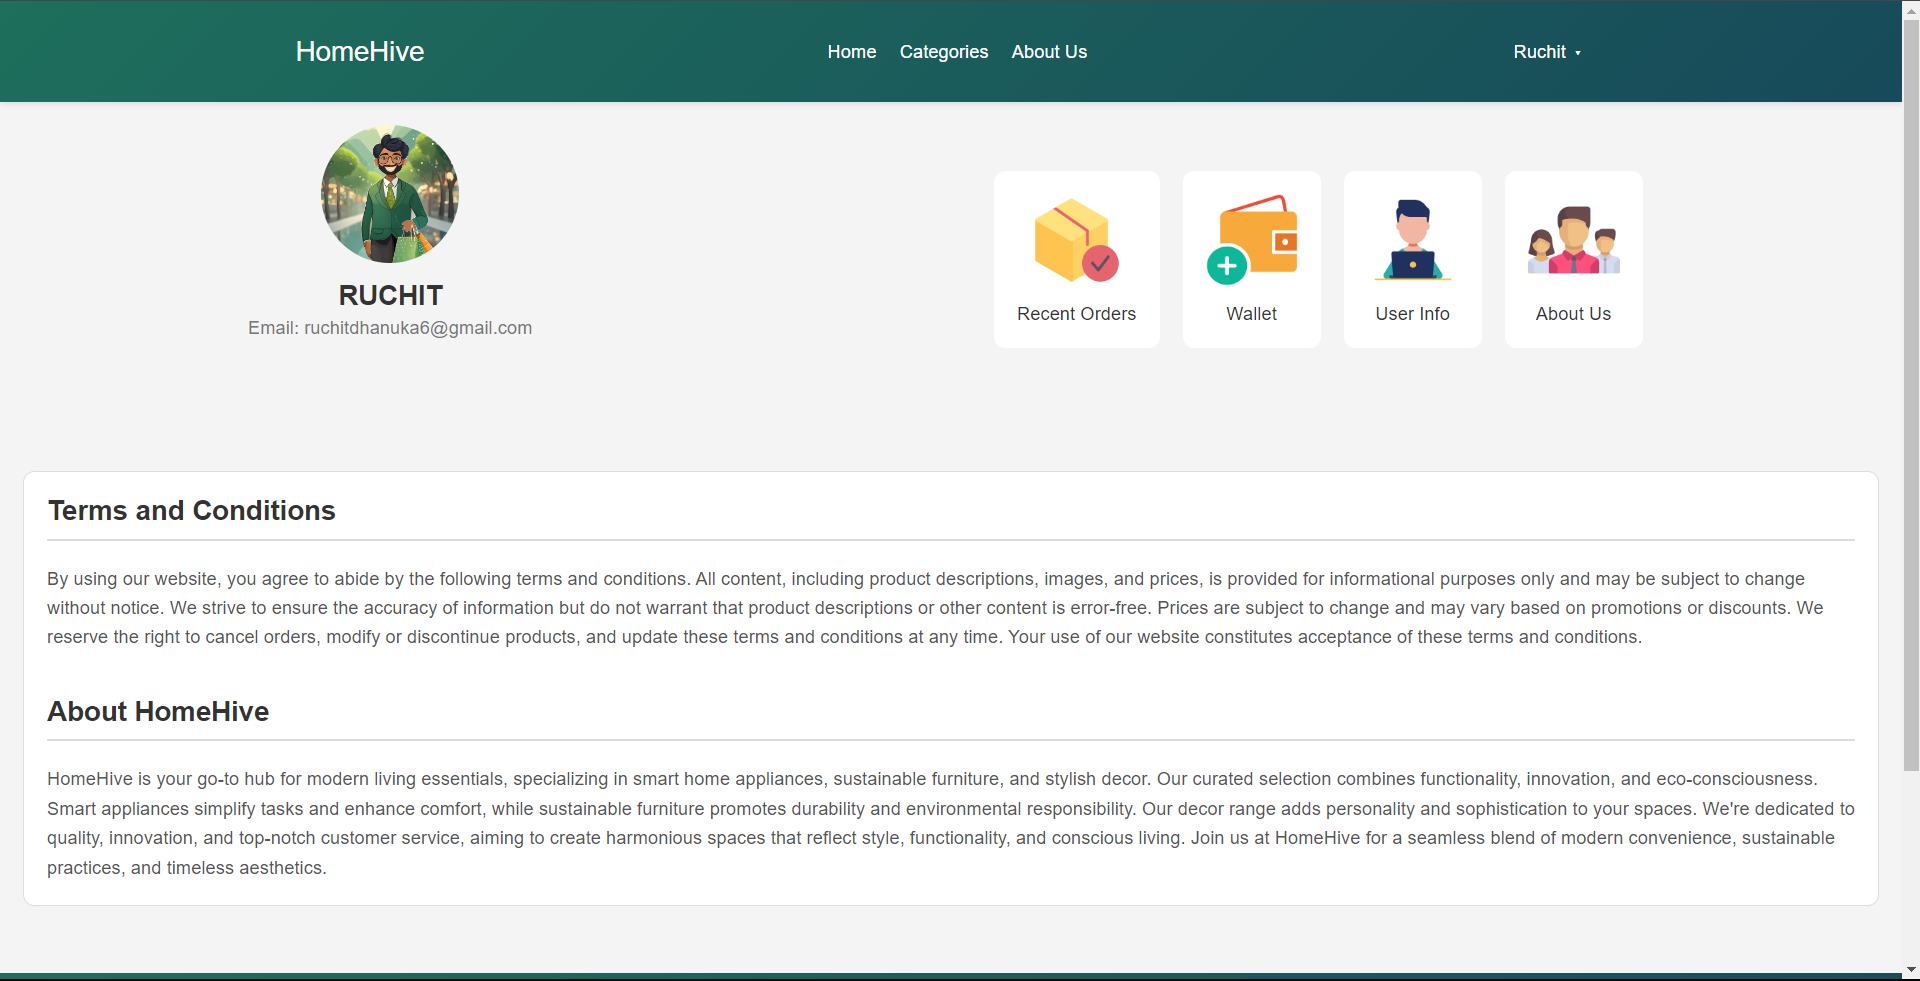 HomeHive
Home Categories About Us
Ruchit
RUCHIT
Email: ruchitdhanuka6@gmail.com
Recent Orders
Wallet
User Info
About Us
Terms and Conditions
By using our website, you agree to abide by the following terms and conditions. All content, including product descriptions, images, and prices, is provided for informational purposes only and may be subject to change
without notice. We strive to ensure the accuracy of information but do not warrant that product descriptions or other content is error-free. Prices are subject to change and may vary based on promotions or discounts. We
reserve the right to cancel orders, modify or discontinue products, and update these terms and conditions at any time. Your use of our website constitutes acceptance of these terms and conditions.
About HomeHive
HomeHive is your go-to hub for modern living essentials, specializing in smart home appliances, sustainable furniture, and stylish decor. Our curated selection combines functionality, innovation, and eco-consciousness.
Smart appliances simplify tasks and enhance comfort, while sustainable furniture promotes durability and environmental responsibility. Our decor range adds personality and sophistication to your spaces. We're dedicated to
quality, innovation, and top-notch customer service, aiming to create harmonious spaces that reflect style, functionality, and conscious living. Join us at HomeHive for a seamless blend of modern convenience, sustainable
practices, and timeless aesthetics.